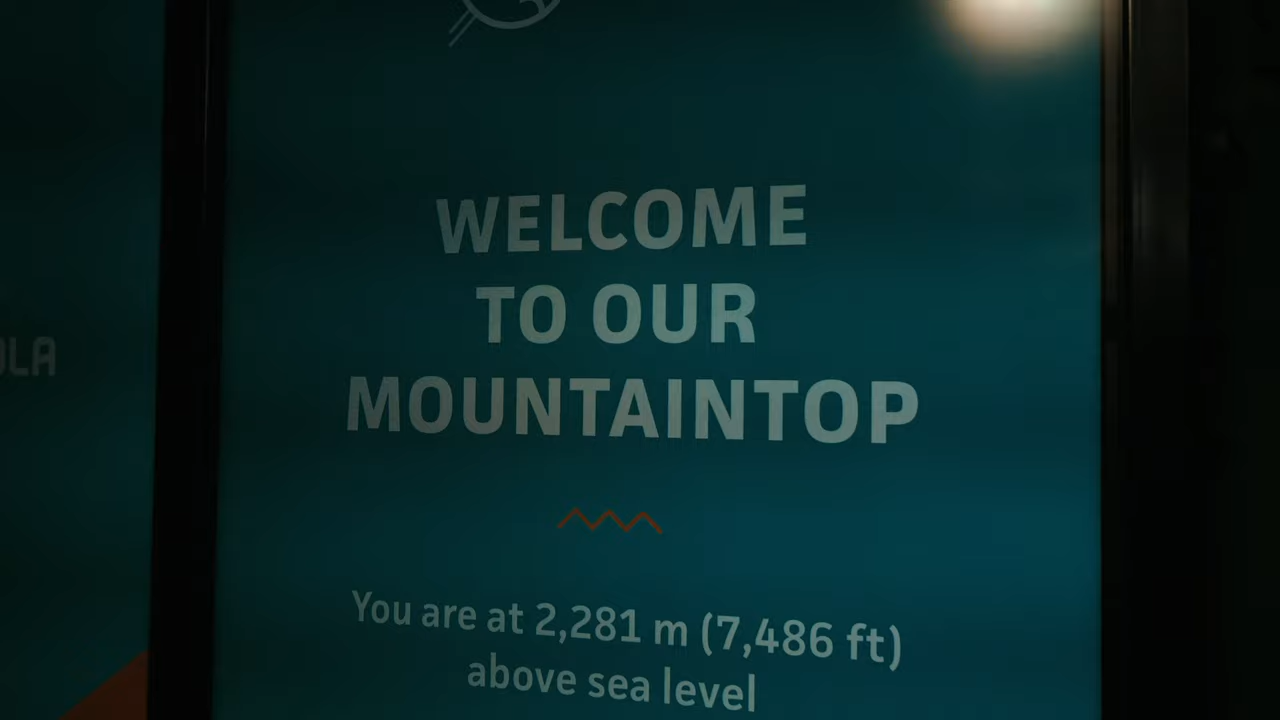 WELCOME
TO OUR
MOUNTAINTOP
You are at 2,281 m (7,486 ft)
above sea level